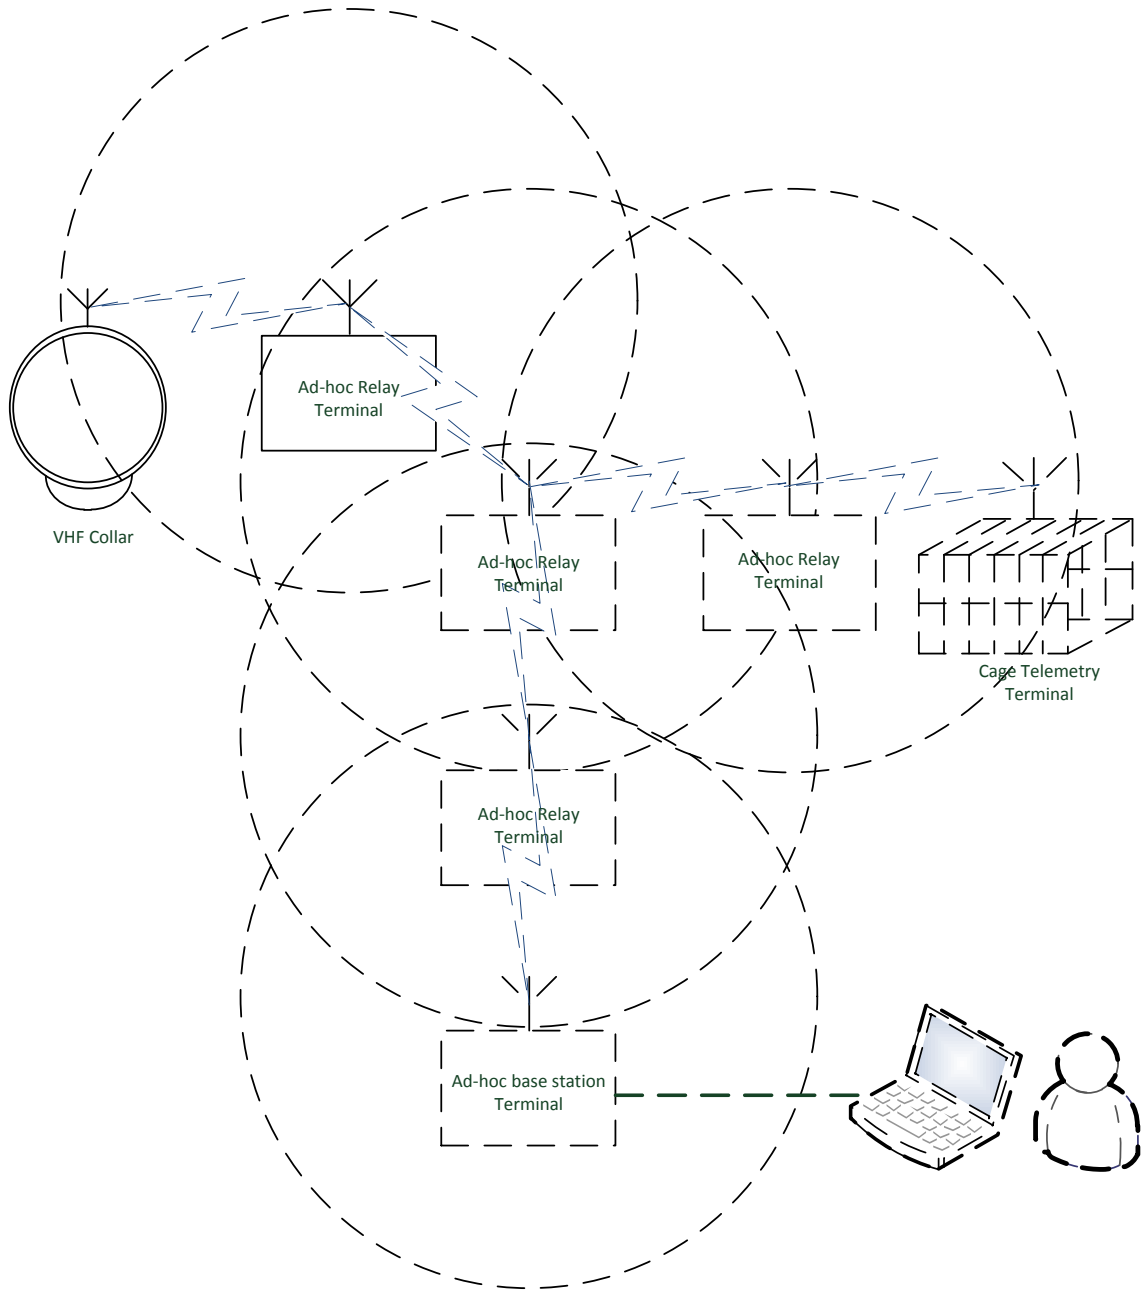 Ad-hoc Relay
Terminal
VHF Collar
Ad-hoc Relay
Terminal
Ad-hoc Relay
Terminal
Cage Telemetry
Terminal
Ad-hoc Relay
Terminal
Ad-hoc base station
Terminal